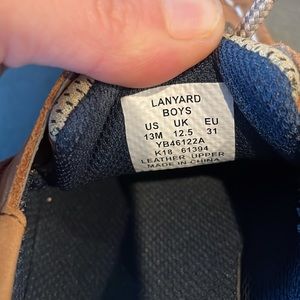 LANYARD
BOYS
US UK EU
13M 12.5 31
YB46122A
K18 61394
LEATHER UPPER
MADE IN CHINA